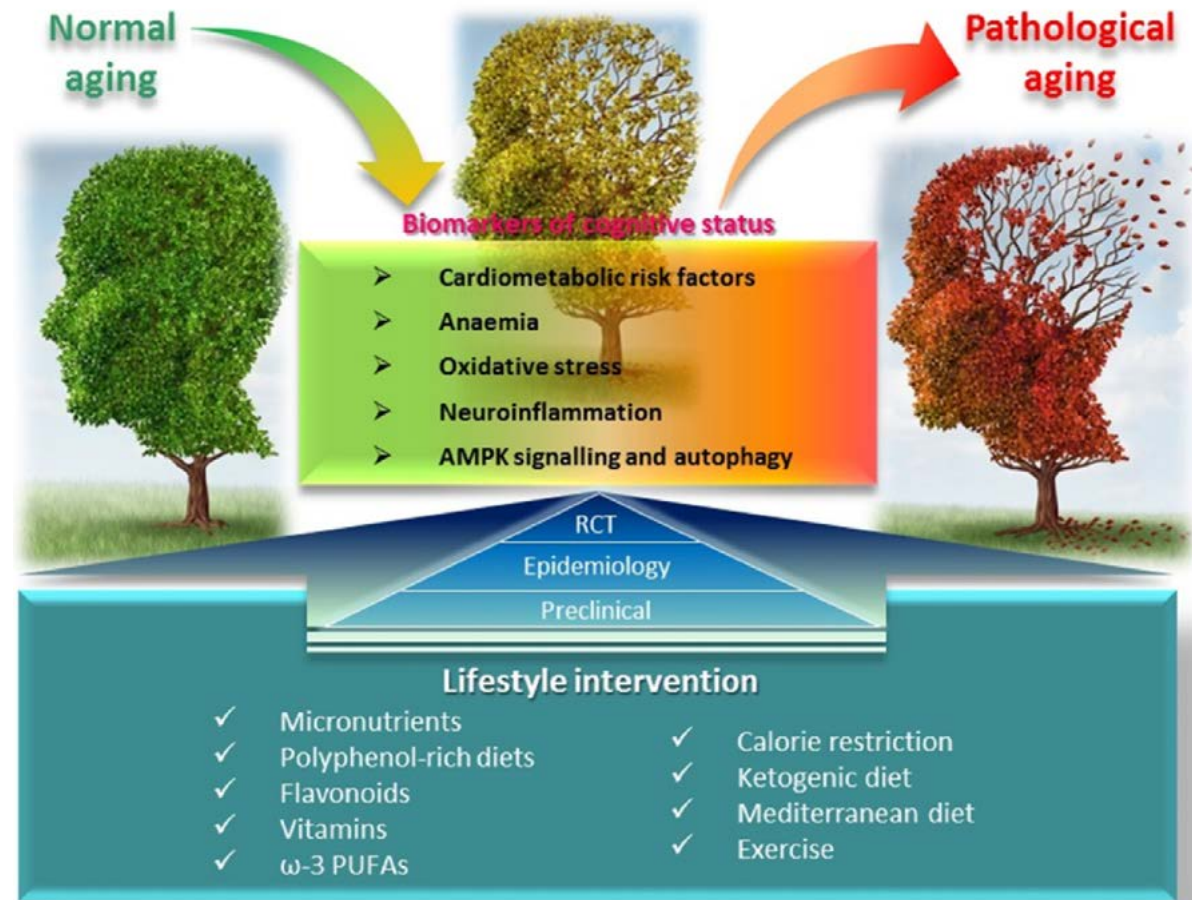 Normal
aging
Pathological
aging
Biomarkers of cognitive status
➢ Cardiometabolic risk factors
➢ Anaemia
➢ Oxidative stress
➢ Neuroinflammation
➢ AMPK signalling and autophagy
RCT
Epidemiology
Preclinical
Lifestyle intervention
✓ Micronutrients
✓ Polyphenol-rich diets
✓ Flavonoids
✓ Vitamins
✓ ω-3 PUFAs
✓ Calorie restriction
✓ Ketogenic diet
✓ Mediterranean diet
✓ Exercise